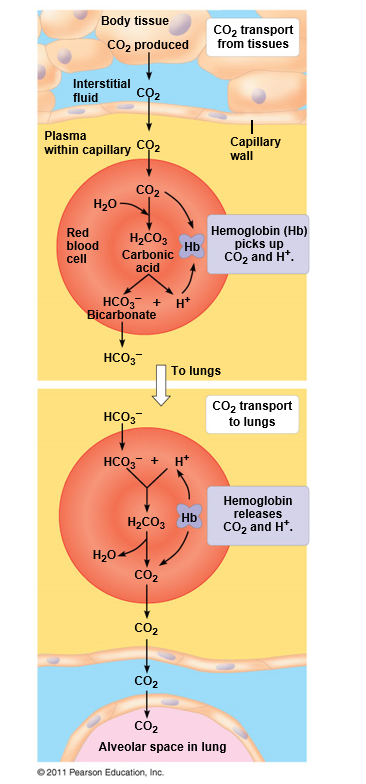 Body tissue
CO₂ transport
from tissues
CO₂ produced
Interstitial
fluid
CO₂
Plasma
within capillary
CO₂
Capillary
wall
CO₂
H₂O
Red
blood
cell
H₂CO₃
Carbonic
acid
Hb
Hemoglobin (Hb)
picks up
CO₂ and H⁺.
HCO₃⁻ + H⁺
Bicarbonate
HCO₃⁻
To lungs
HCO₃⁻
CO₂ transport
to lungs
HCO₃⁻ + H⁺
H₂CO₃
Hb
Hemoglobin
releases
CO₂ and H⁺.
H₂O
CO₂
CO₂
CO₂
CO₂
Alveolar space in lung
© 2011 Pearson Education, Inc.